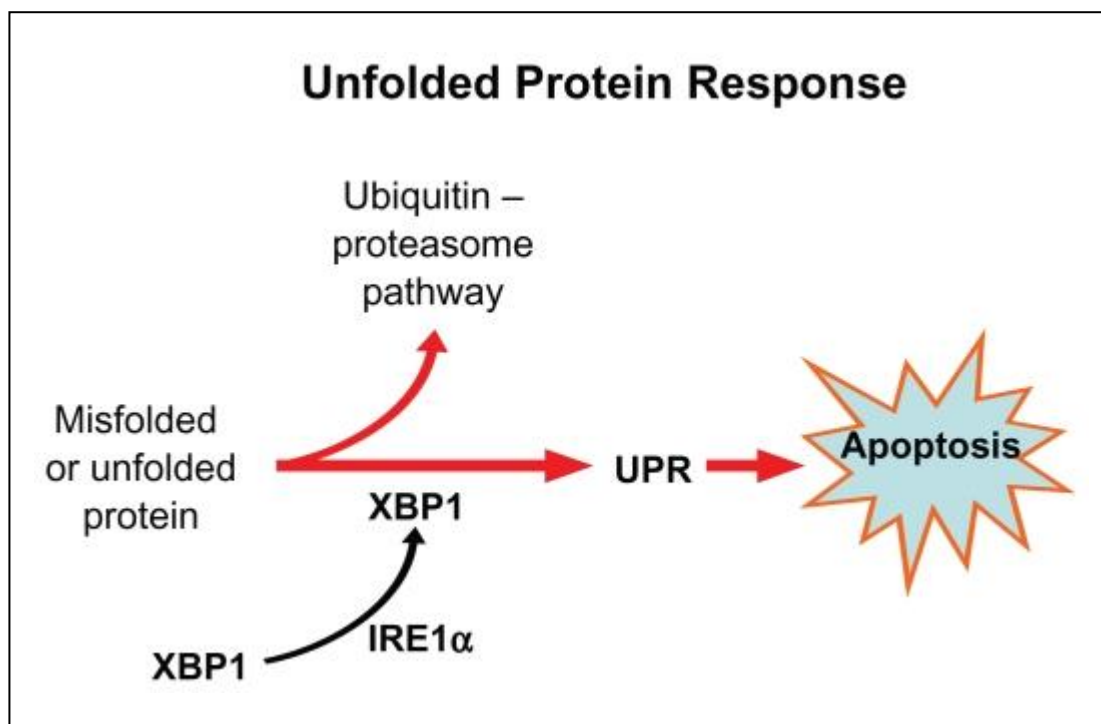 Unfolded Protein Response
Ubiquitin –
proteasome
pathway
Misfolded
or unfolded
protein
XBP1
UPR
Apoptosis
IRE1α
XBP1